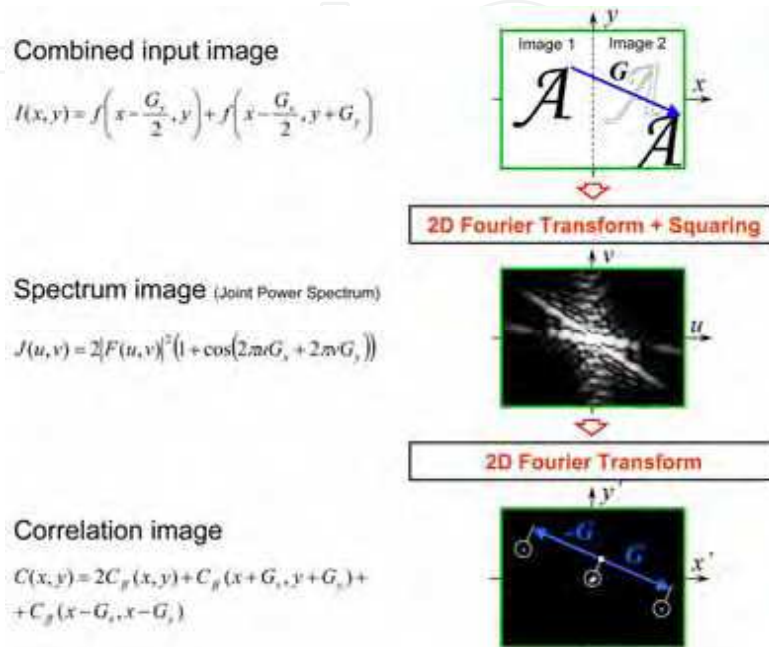 Combined input image
I(x,y) = f(x − G_x/2, y) + f(x − G_x/2, y + G_y)
y
Image 1 Image 2
A A A
G
x
2D Fourier Transform + Squaring
Spectrum image (Joint Power Spectrum)
J(u,v) = 2|F(u,v)|²(1 + cos(2πuG_x + 2πvG_y))
v
u
2D Fourier Transform
Correlation image
C(x,y) = 2C_ff(x,y) + C_ff(x + G_x, y + G_y) +
+ C_ff(x − G_x, x − G_y)
y'
-G
G
x'